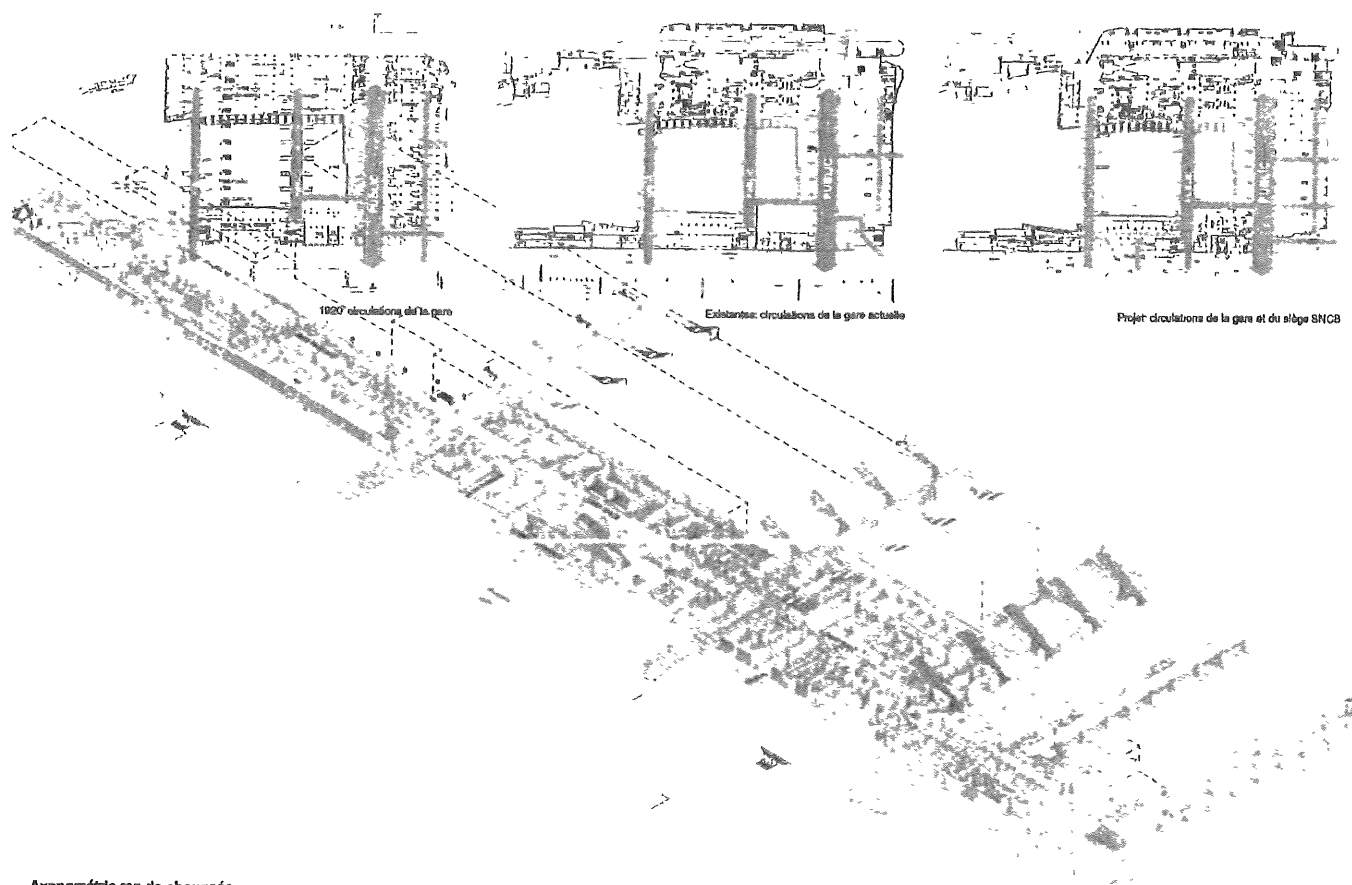 1920 circulations de la gare
Existantes: circulations de la gare actuelle
Projet: circulations de la gare et du siège SNCB
Axonométrie rez-de-chaussée